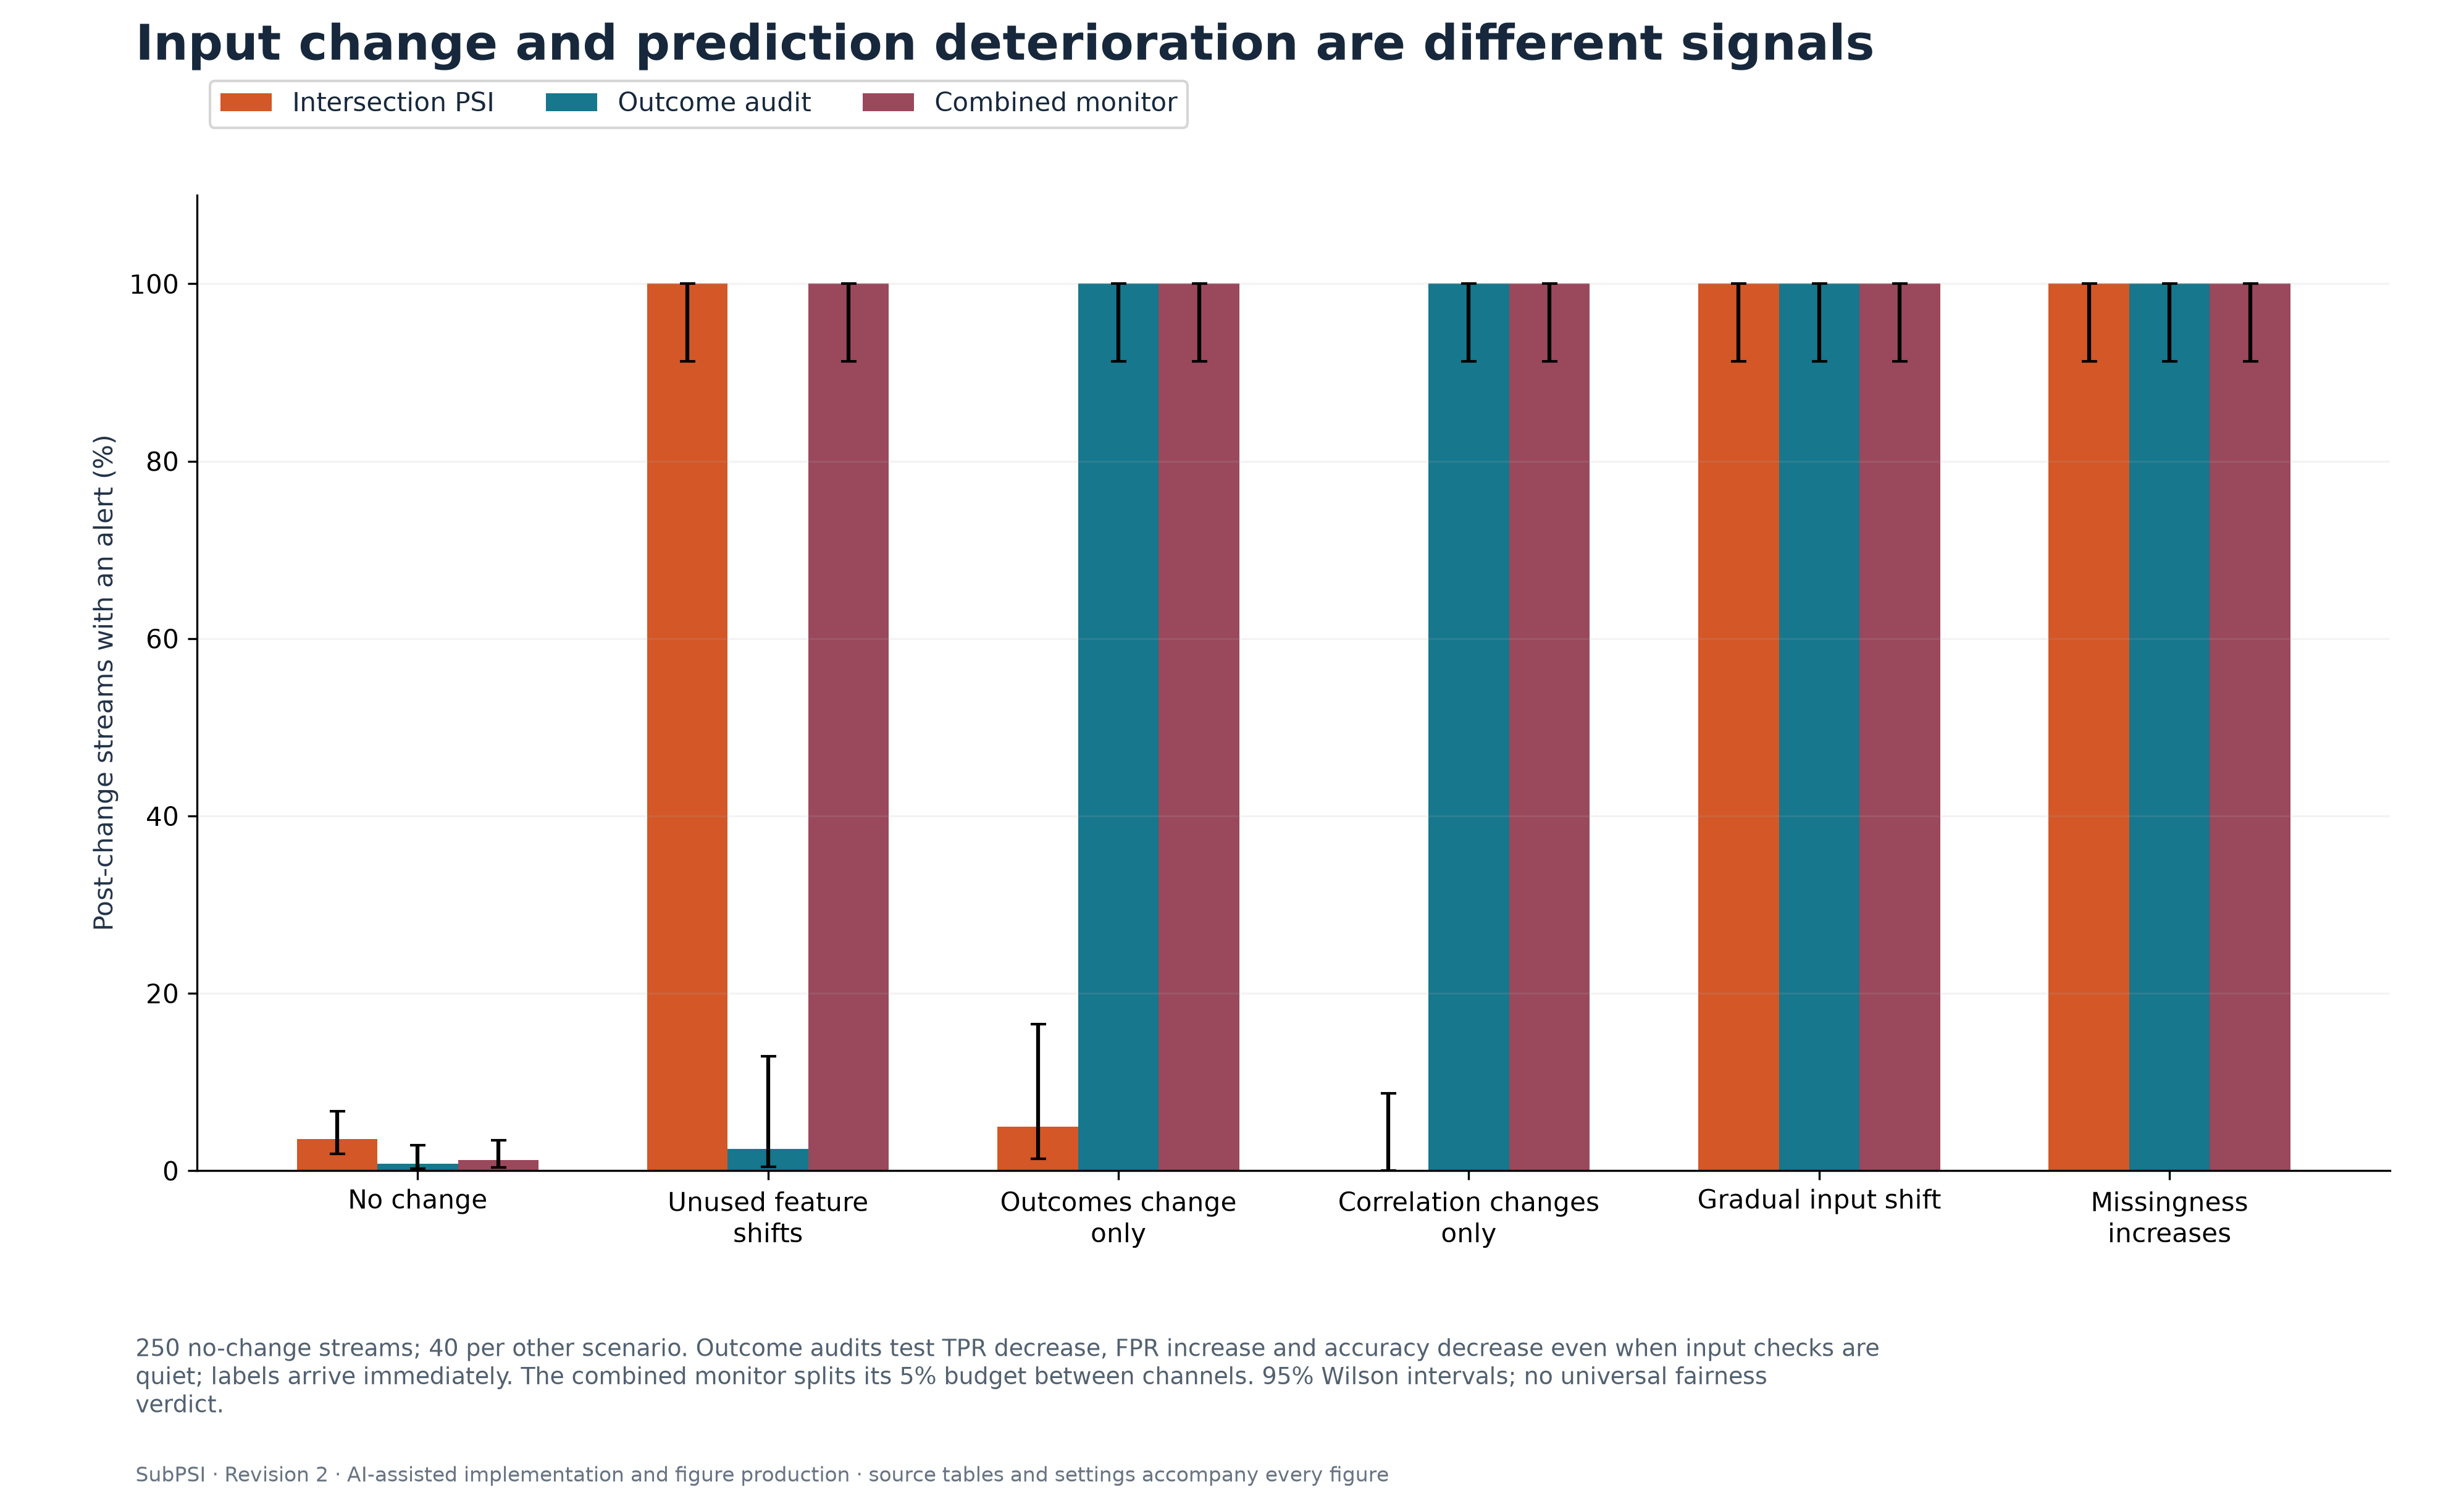 Input change and prediction deterioration are different signals
Intersection PSI
Outcome audit
Combined monitor
Post-change streams with an alert (%)
100
80
60
40
20
0
No change
Unused feature
shifts
Outcomes change
only
Correlation changes
only
Gradual input shift
Missingness
increases
250 no-change streams; 40 per other scenario. Outcome audits test TPR decrease, FPR increase and accuracy decrease even when input checks are
quiet; labels arrive immediately. The combined monitor splits its 5% budget between channels. 95% Wilson intervals; no universal fairness
verdict.
SubPSI · Revision 2 · AI-assisted implementation and figure production · source tables and settings accompany every figure